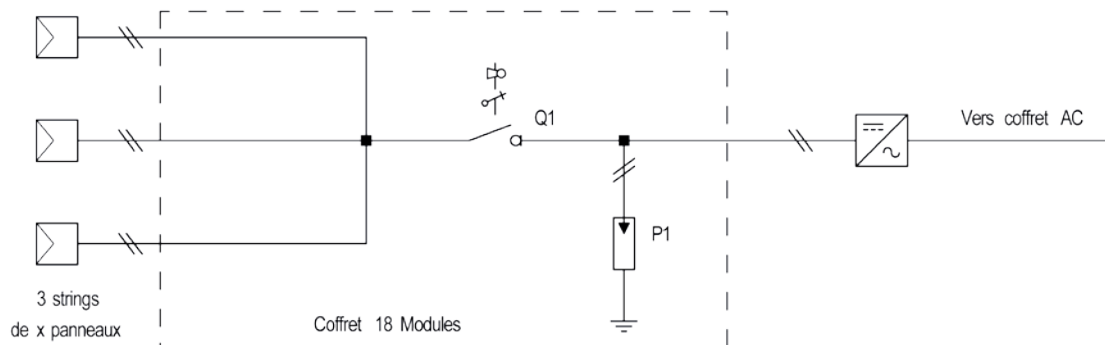 Q1
Vers coffret AC
P1
3 strings
de x panneaux
Coffret 18 Modules